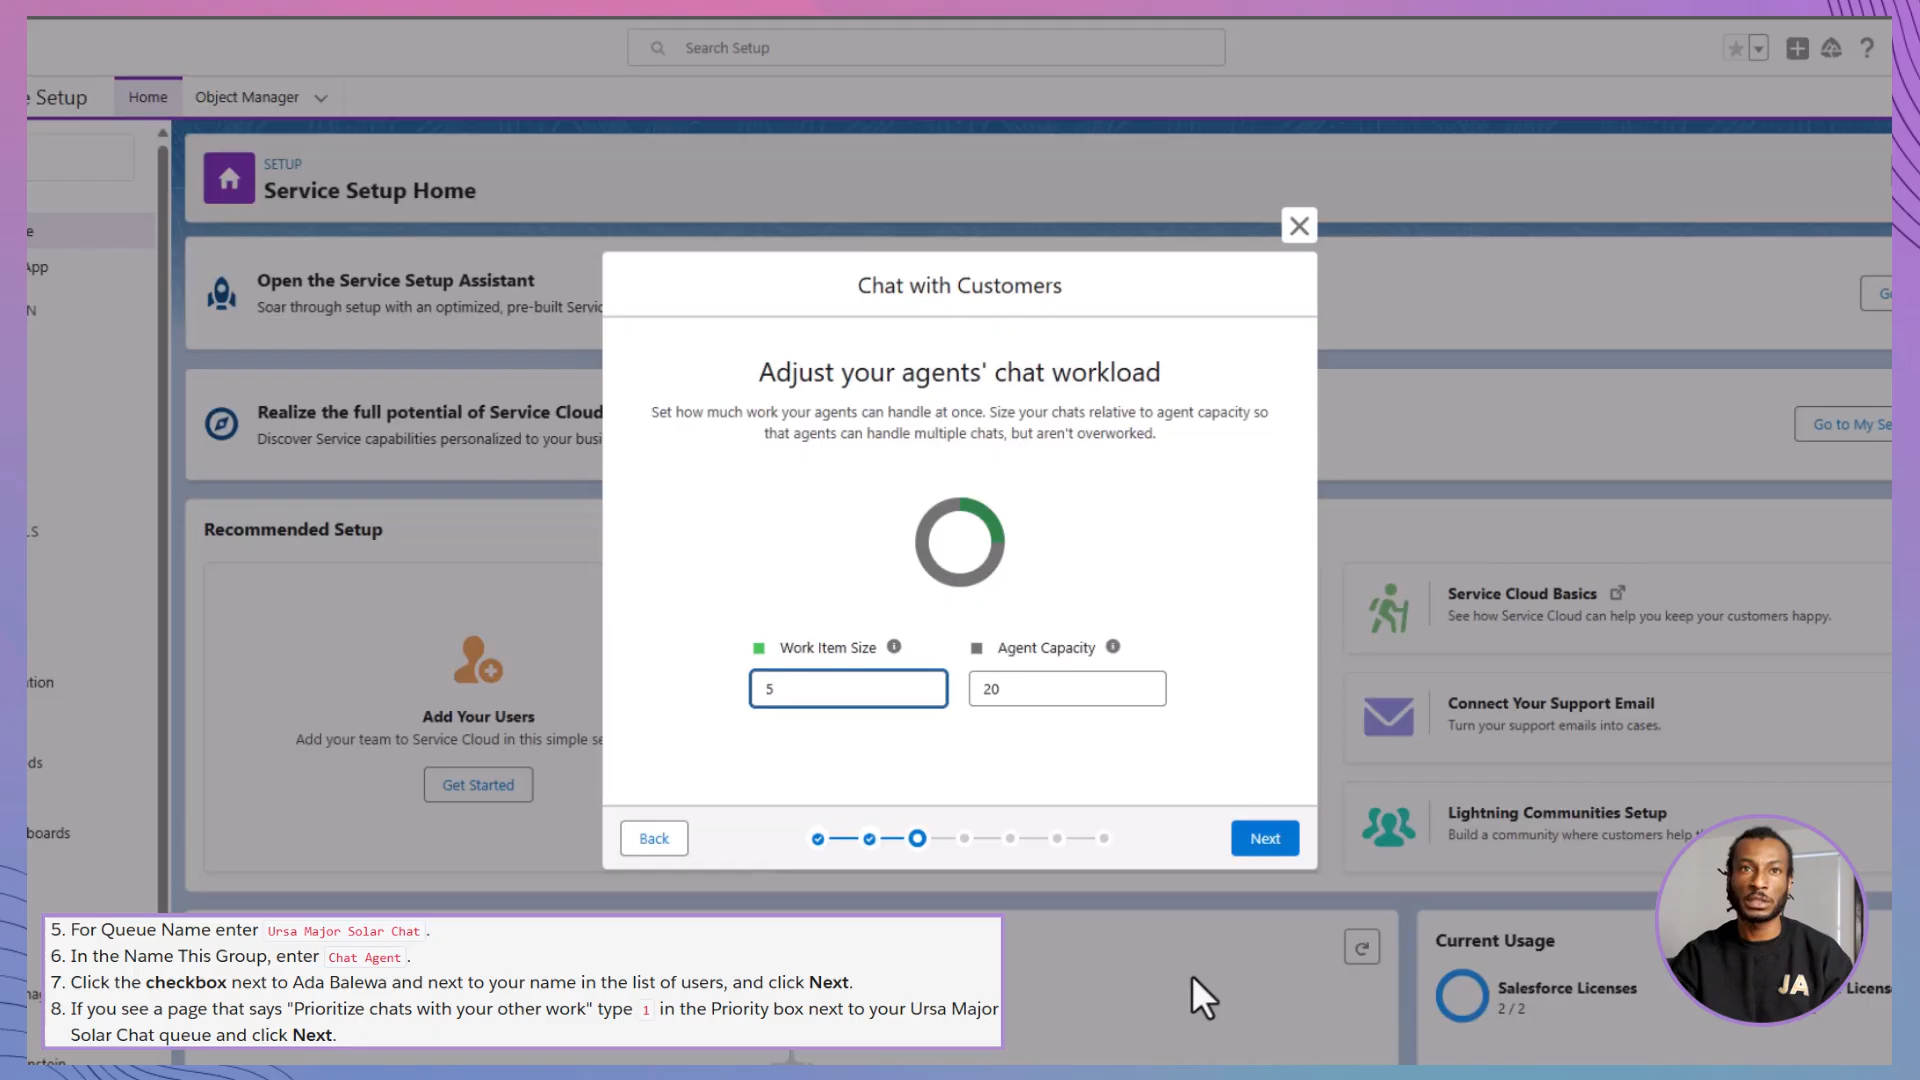 Search Setup
Setup
Home
Object Manager
SETUP
Service Setup Home
e
App
N
Open the Service Setup Assistant
Soar through setup with an optimized, pre-built Servic
Go
Realize the full potential of Service Cloud
Discover Service capabilities personalized to your busi
Go to My Se
Chat with Customers
Adjust your agents' chat workload
Set how much work your agents can handle at once. Size your chats relative to agent capacity so
that agents can handle multiple chats, but aren't overworked.
Work Item Size
Agent Capacity
5
20
Back
Next
LS
Recommended Setup
Add Your Users
Add your team to Service Cloud in this simple se
Get Started
tion
ds
boards
Service Cloud Basics
See how Service Cloud can help you keep your customers happy.
Connect Your Support Email
Turn your support emails into cases.
Lightning Communities Setup
Build a community where customers help th
5. For Queue Name enter Ursa Major Solar Chat.
6. In the Name This Group, enter Chat Agent.
7. Click the checkbox next to Ada Balewa and next to your name in the list of users, and click Next.
8. If you see a page that says "Prioritize chats with your other work" type 1 in the Priority box next to your Ursa Major
Solar Chat queue and click Next.
Current Usage
Salesforce Licenses
2 / 2
Licens
JA